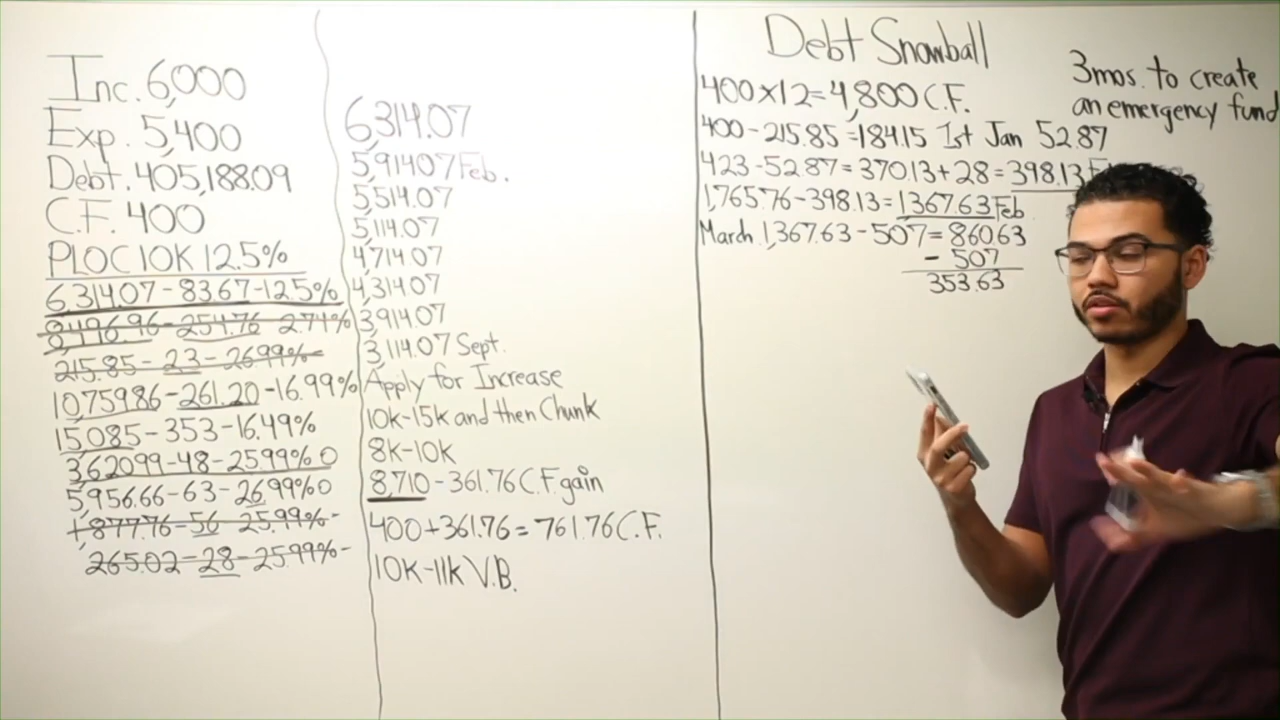 Inc. 6,000
Exp. 5,400
Debt. 405,188.09
C.F. 400
PLOC 10K 12.5%
6,314.07 - 83.67 - 12.5%
254.76 - 2.74%
215.85 - 23 - 26.99%
10,759.86 - 261.20 - 16.99%
15,085 - 353 - 16.49%
3,620.99 - 48 - 25.99% 0
5,956.66 - 63 - 26.99% 0
1,877.76 - 56 25.99% -
265.02 - 28 - 25.99% -
6,314.07
5,914.07 Feb.
5,514.07
5,114.07
4,714.07
4,314.07
3,914.07
3,114.07 Sept.
Apply for Increase
10k-15k and then Chunk
8k-10k
8,710 - 361.76 C.F. gain
400 + 361.76 = 761.76 C.F.
10k-11k V.B.
Debt Snowball
3mos. to create
an emergency fund
400 x 12 = 4,800 C.F.
400 - 215.85 = 184.15 1st Jan 52.87
423 - 52.87 = 370.13 + 28 = 398.13
1,765.76 - 398.13 = 1367.63 Feb
March 1,367.63 - 507 = 860.63
- 507
353.63